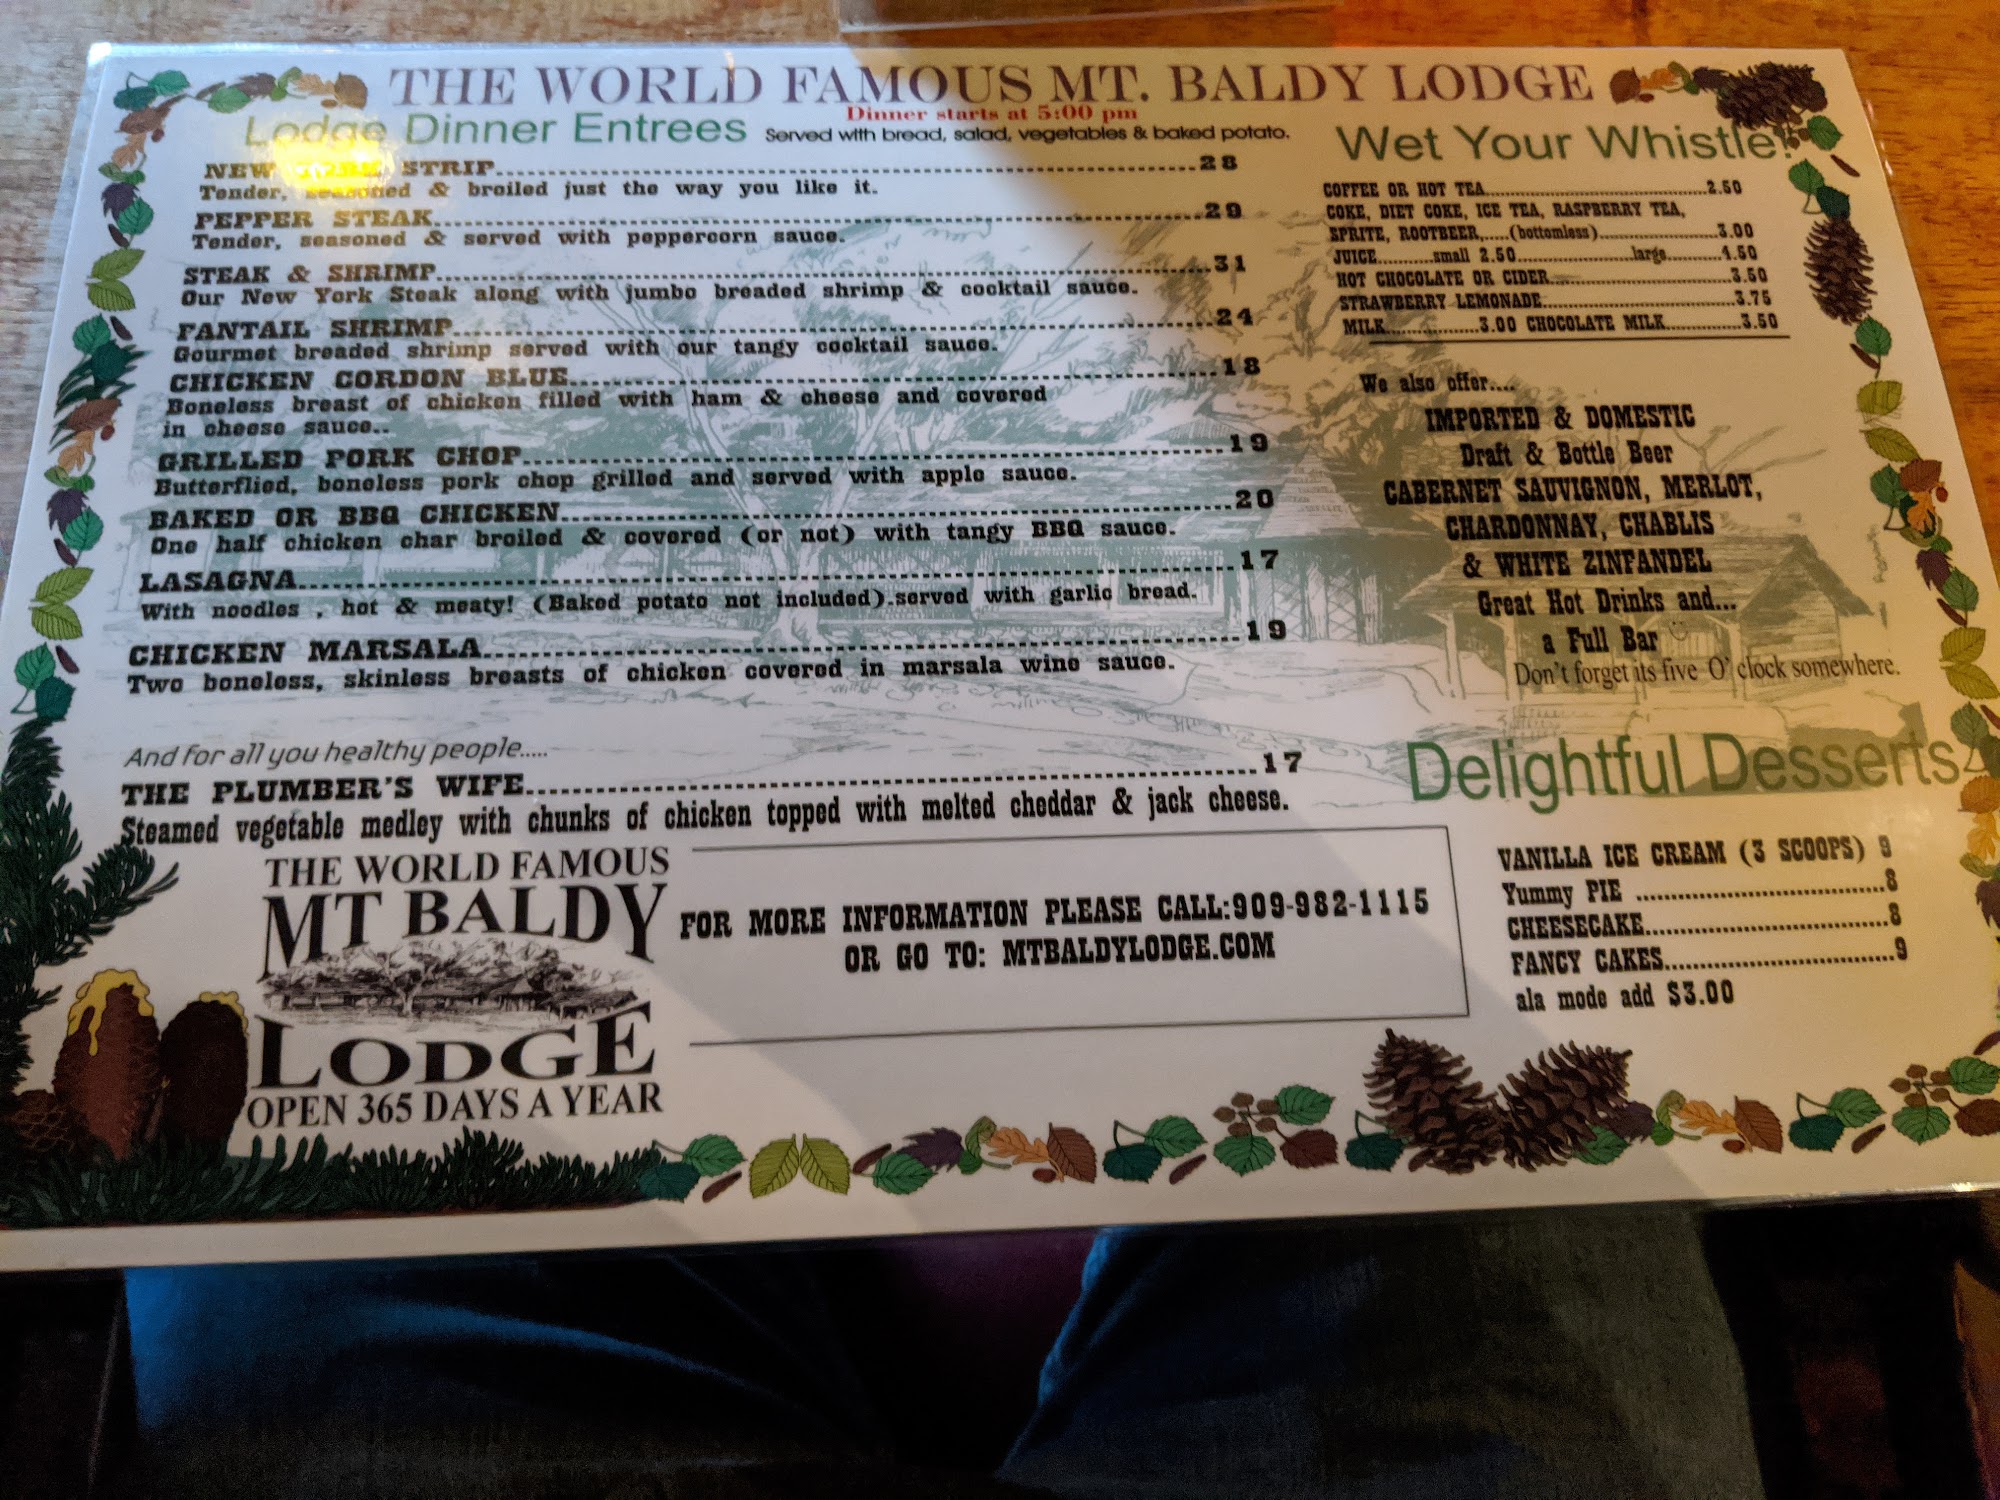 THE WORLD FAMOUS MT. BALDY LODGE
Dinner starts at 5:00 pm
Lodge Dinner Entrees Served with bread, salad, vegetables & baked potato.
NEW YORK STRIP...28
Tender, seasoned & broiled just the way you like it.
PEPPER STEAK...29
Tender, seasoned & served with peppercorn sauce.
STEAK & SHRIMP...31
Our New York Steak along with jumbo breaded shrimp & cocktail sauce.
FANTAIL SHRIMP...24
Gourmet breaded shrimp served with our tangy cocktail sauce.
CHICKEN CORDON BLUE...18
Boneless breast of chicken filled with ham & cheese and covered
in cheese sauce..
GRILLED PORK CHOP...19
Butterflied, boneless pork chop grilled and served with apple sauce.
BAKED OR BBQ CHICKEN...20
One half chicken char broiled & covered (or not) with tangy BBQ sauce.
LASAGNA...17
With noodles , hot & meaty! (Baked potato not included).served with garlic bread.
CHICKEN MARSALA...19
Two boneless, skinless breasts of chicken covered in marsala wine sauce.
And for all you healthy people.....
THE PLUMBER'S WIFE...17
Steamed vegetable medley with chunks of chicken topped with melted cheddar & jack cheese.
THE WORLD FAMOUS
MT BALDY
LODGE
OPEN 365 DAYS A YEAR
FOR MORE INFORMATION PLEASE CALL:909-982-1115
OR GO TO: MTBALDYLODGE.COM
Wet Your Whistle!
COFFEE OR HOT TEA...2.50
COKE, DIET COKE, ICE TEA, RASPBERRY TEA,
SPRITE, ROOTBEER,.....(bottomless)...3.00
JUICE...small 2.50...large...4.50
HOT CHOCOLATE OR CIDER...3.50
STRAWBERRY LEMONADE...3.75
MILK...3.00 CHOCOLATE MILK...3.50
We also offer....
IMPORTED & DOMESTIC
Draft & Bottle Beer
CABERNET SAUVIGNON, MERLOT,
CHARDONNAY, CHABLIS
& WHITE ZINFANDEL
Great Hot Drinks and...
a Full Bar
Don't forget its five O' clock somewhere.
Delightful Desserts
VANILLA ICE CREAM (3 SCOOPS) 9
Yummy PIE ...8
CHEESECAKE...8
FANCY CAKES...9
ala mode add $3.00